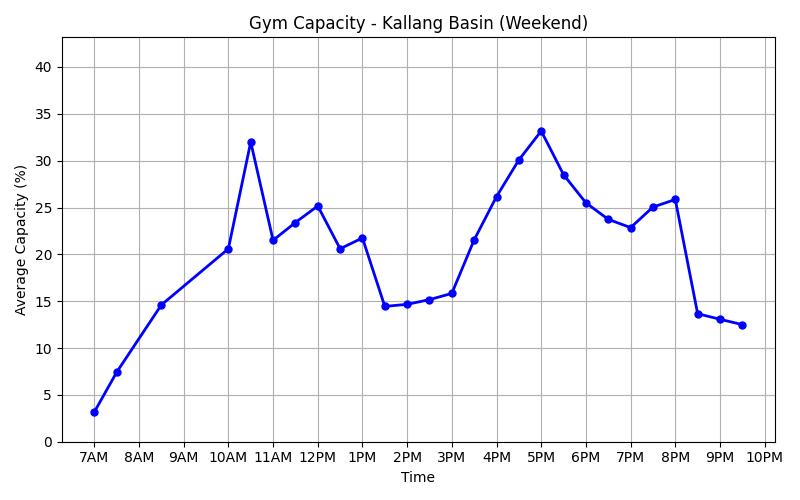 Gym Capacity - Kallang Basin (Weekend)
40
35
30
25
20
15
10
5
0
Average Capacity (%)
7AM 8AM 9AM 10AM 11AM 12PM 1PM 2PM 3PM 4PM 5PM 6PM 7PM 8PM 9PM 10PM
Time